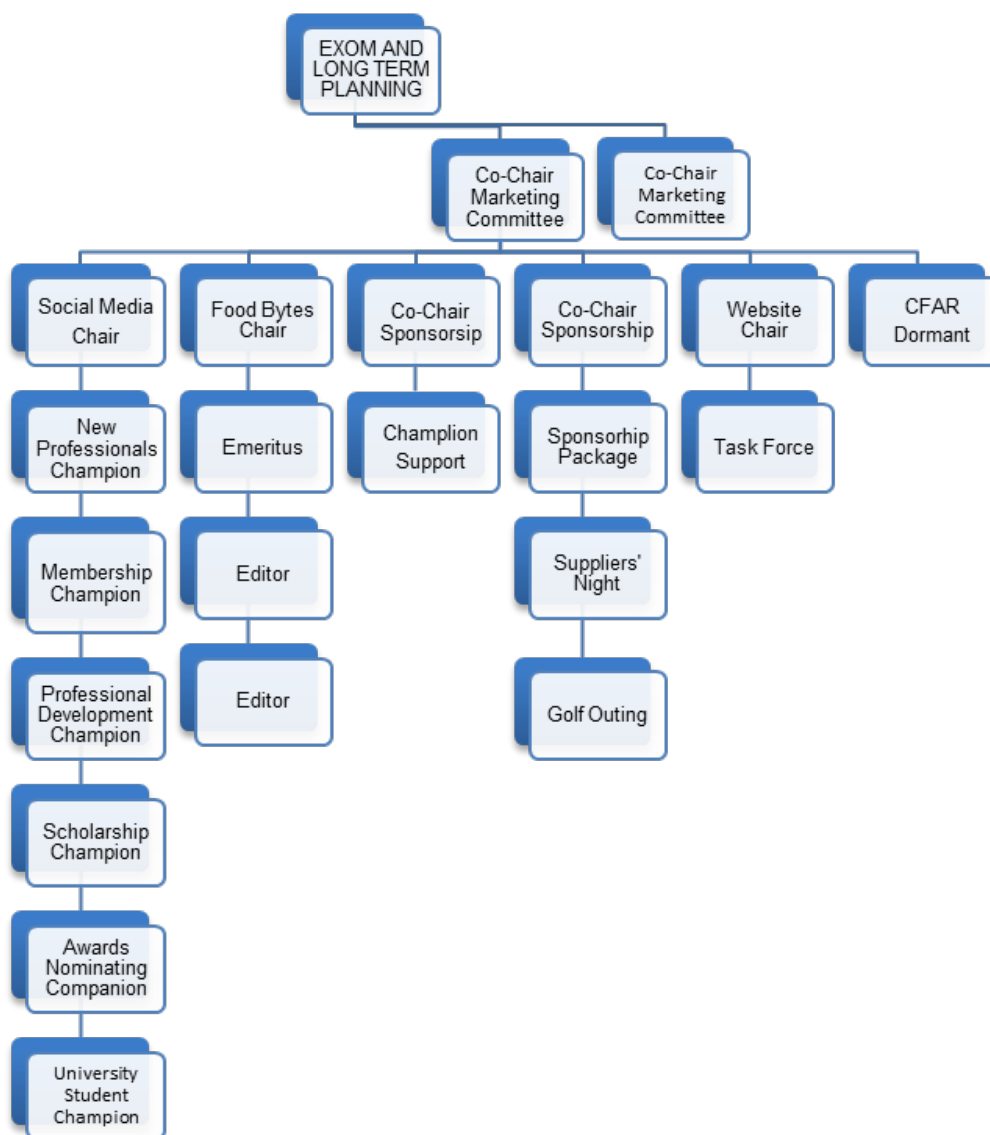 EXOM AND
LONG TERM
PLANNING
Co-Chair
Marketing
Committee
Co-Chair
Marketing
Committee
Social Media
Chair
Food Bytes
Chair
Co-Chair
Sponsorsip
Co-Chair
Sponsorship
Website
Chair
CFAR
Dormant
New
Professionals
Champion
Emeritus
Champlion
Support
Sponsorhip
Package
Task Force
Membership
Champion
Editor
Suppliers'
Night
Professional
Development
Champion
Editor
Golf Outing
Scholarship
Champion
Awards
Nominating
Companion
University
Student
Champion